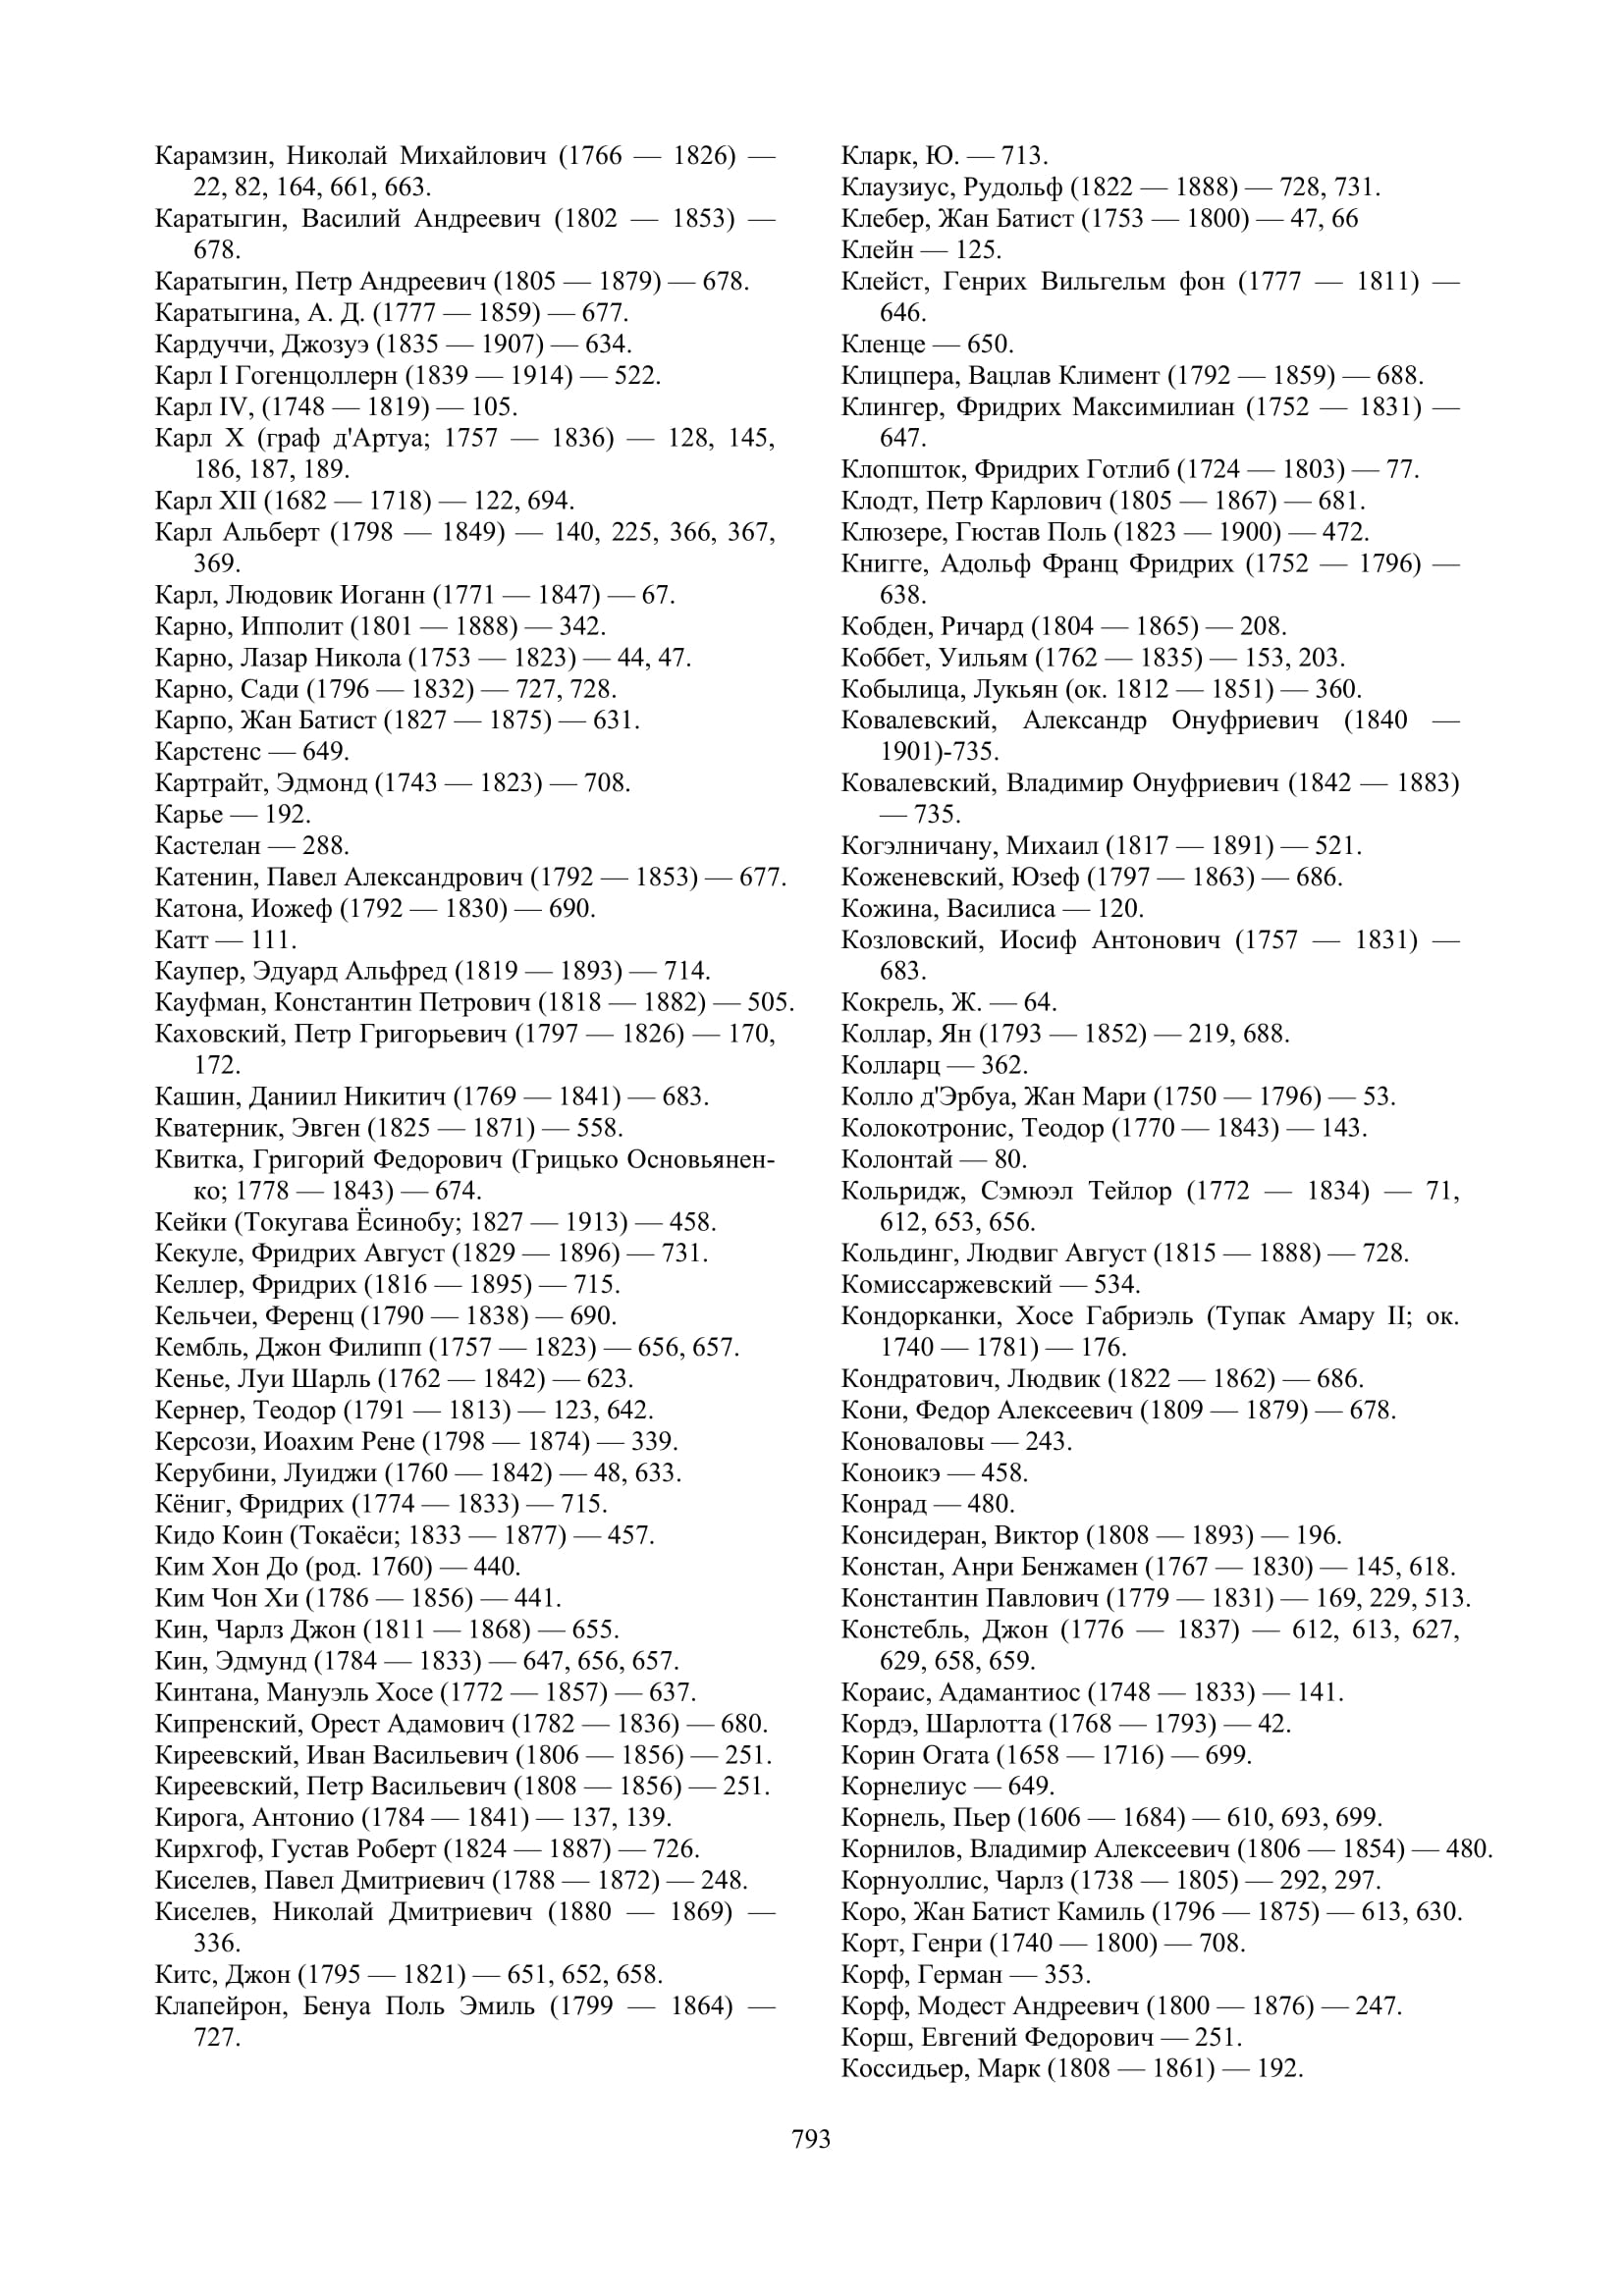 Карамзин, Николай Михайлович (1766 — 1826) —
22, 82, 164, 661, 663.
Каратыгин, Василий Андреевич (1802 — 1853) —
678.
Каратыгин, Петр Андреевич (1805 — 1879) — 678.
Каратыгина, А. Д. (1777 — 1859) — 677.
Кардуччи, Джозуэ (1835 — 1907) — 634.
Карл I Гогенцоллерн (1839 — 1914) — 522.
Карл IV, (1748 — 1819) — 105.
Карл X (граф д'Артуа; 1757 — 1836) — 128, 145,
186, 187, 189.
Карл XII (1682 — 1718) — 122, 694.
Карл Альберт (1798 — 1849) — 140, 225, 366, 367,
369.
Карл, Людовик Иоганн (1771 — 1847) — 67.
Карно, Ипполит (1801 — 1888) — 342.
Карно, Лазар Никола (1753 — 1823) — 44, 47.
Карно, Сади (1796 — 1832) — 727, 728.
Карпо, Жан Батист (1827 — 1875) — 631.
Карстенс — 649.
Картрайт, Эдмонд (1743 — 1823) — 708.
Карье — 192.
Кастелан — 288.
Катенин, Павел Александрович (1792 — 1853) — 677.
Катона, Иожеф (1792 — 1830) — 690.
Катт — 111.
Каупер, Эдуард Альфред (1819 — 1893) — 714.
Кауфман, Константин Петрович (1818 — 1882) — 505.
Каховский, Петр Григорьевич (1797 — 1826) — 170,
172.
Кашин, Даниил Никитич (1769 — 1841) — 683.
Кватерник, Эвген (1825 — 1871) — 558.
Квитка, Григорий Федорович (Грицько Основьянен-
ко; 1778 — 1843) — 674.
Кейки (Токугава Ёсинобу; 1827 — 1913) — 458.
Кекуле, Фридрих Август (1829 — 1896) — 731.
Келлер, Фридрих (1816 — 1895) — 715.
Кельчеи, Ференц (1790 — 1838) — 690.
Кембль, Джон Филипп (1757 — 1823) — 656, 657.
Кенье, Луи Шарль (1762 — 1842) — 623.
Кернер, Теодор (1791 — 1813) — 123, 642.
Керсози, Иоахим Рене (1798 — 1874) — 339.
Керубини, Луиджи (1760 — 1842) — 48, 633.
Кёниг, Фридрих (1774 — 1833) — 715.
Кидо Коин (Токаёси; 1833 — 1877) — 457.
Ким Хон До (род. 1760) — 440.
Ким Чон Хи (1786 — 1856) — 441.
Кин, Чарлз Джон (1811 — 1868) — 655.
Кин, Эдмунд (1784 — 1833) — 647, 656, 657.
Кинтана, Мануэль Хосе (1772 — 1857) — 637.
Кипренский, Орест Адамович (1782 — 1836) — 680.
Киреевский, Иван Васильевич (1806 — 1856) — 251.
Киреевский, Петр Васильевич (1808 — 1856) — 251.
Кирога, Антонио (1784 — 1841) — 137, 139.
Кирхгоф, Густав Роберт (1824 — 1887) — 726.
Киселев, Павел Дмитриевич (1788 — 1872) — 248.
Киселев, Николай Дмитриевич (1880 — 1869) —
336.
Китс, Джон (1795 — 1821) — 651, 652, 658.
Клапейрон, Бенуа Поль Эмиль (1799 — 1864) —
727.
Кларк, Ю. — 713.
Клаузиус, Рудольф (1822 — 1888) — 728, 731.
Клебер, Жан Батист (1753 — 1800) — 47, 66
Клейн — 125.
Клейст, Генрих Вильгельм фон (1777 — 1811) —
646.
Кленце — 650.
Клицпера, Вацлав Климент (1792 — 1859) — 688.
Клингер, Фридрих Максимилиан (1752 — 1831) —
647.
Клопшток, Фридрих Готлиб (1724 — 1803) — 77.
Клодт, Петр Карлович (1805 — 1867) — 681.
Клюзере, Гюстав Поль (1823 — 1900) — 472.
Книгге, Адольф Франц Фридрих (1752 — 1796) —
638.
Кобден, Ричард (1804 — 1865) — 208.
Коббет, Уильям (1762 — 1835) — 153, 203.
Кобылица, Лукьян (ок. 1812 — 1851) — 360.
Ковалевский, Александр Онуфриевич (1840 —
1901)-735.
Ковалевский, Владимир Онуфриевич (1842 — 1883)
— 735.
Когэлничану, Михаил (1817 — 1891) — 521.
Коженевский, Юзеф (1797 — 1863) — 686.
Кожина, Василиса — 120.
Козловский, Иосиф Антонович (1757 — 1831) —
683.
Кокрель, Ж. — 64.
Коллар, Ян (1793 — 1852) — 219, 688.
Колларц — 362.
Колло д'Эрбуа, Жан Мари (1750 — 1796) — 53.
Колокотронис, Теодор (1770 — 1843) — 143.
Колонтай — 80.
Кольридж, Сэмюэл Тейлор (1772 — 1834) — 71,
612, 653, 656.
Кольдинг, Людвиг Август (1815 — 1888) — 728.
Комиссаржевский — 534.
Кондорканки, Хосе Габриэль (Тупак Амару II; ок.
1740 — 1781) — 176.
Кондратович, Людвик (1822 — 1862) — 686.
Кони, Федор Алексеевич (1809 — 1879) — 678.
Коноваловы — 243.
Коноикэ — 458.
Конрад — 480.
Консидеран, Виктор (1808 — 1893) — 196.
Констан, Анри Бенжамен (1767 — 1830) — 145, 618.
Константин Павлович (1779 — 1831) — 169, 229, 513.
Констебль, Джон (1776 — 1837) — 612, 613, 627,
629, 658, 659.
Кораис, Адамантиос (1748 — 1833) — 141.
Кордэ, Шарлотта (1768 — 1793) — 42.
Корин Огата (1658 — 1716) — 699.
Корнелиус — 649.
Корнель, Пьер (1606 — 1684) — 610, 693, 699.
Корнилов, Владимир Алексеевич (1806 — 1854) — 480.
Корнуоллис, Чарлз (1738 — 1805) — 292, 297.
Коро, Жан Батист Камиль (1796 — 1875) — 613, 630.
Корт, Генри (1740 — 1800) — 708.
Корф, Герман — 353.
Корф, Модест Андреевич (1800 — 1876) — 247.
Корш, Евгений Федорович — 251.
Коссидьер, Марк (1808 — 1861) — 192.
793